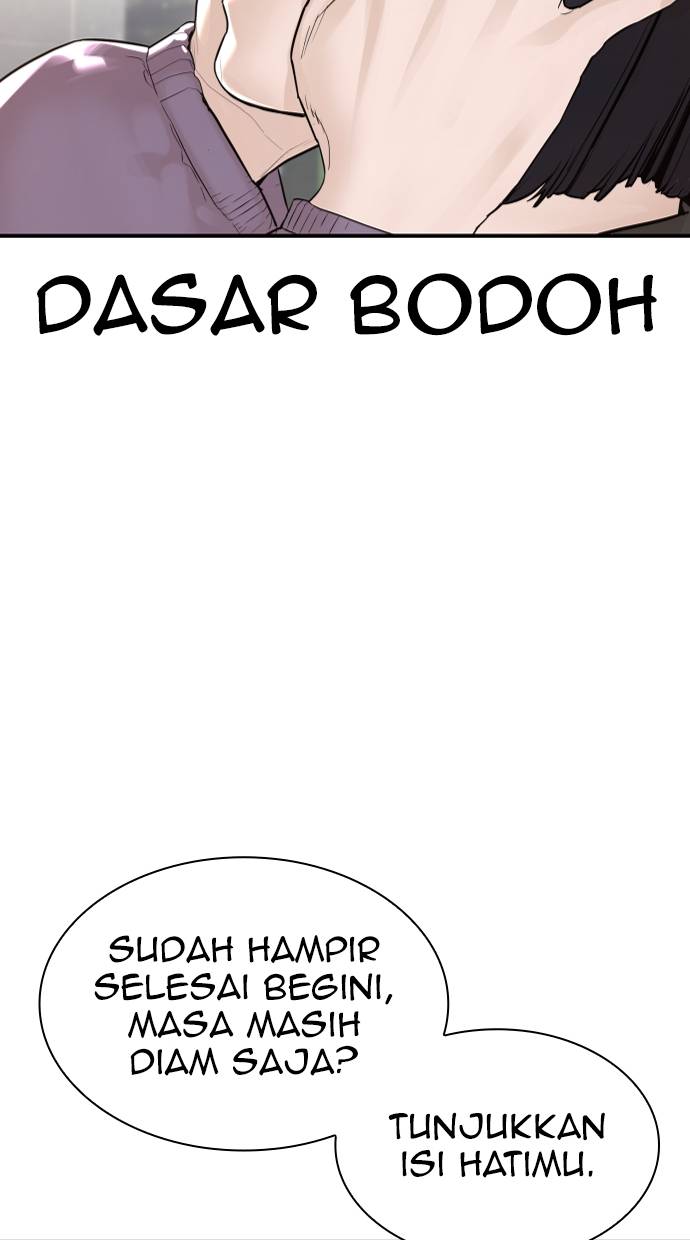 DASAR BODOH
SUDAH HAMPIR
SELESAI BEGINI,
MASA MASIH
DIAM SAJA?
TUNJUKKAN
ISI HATIMU.